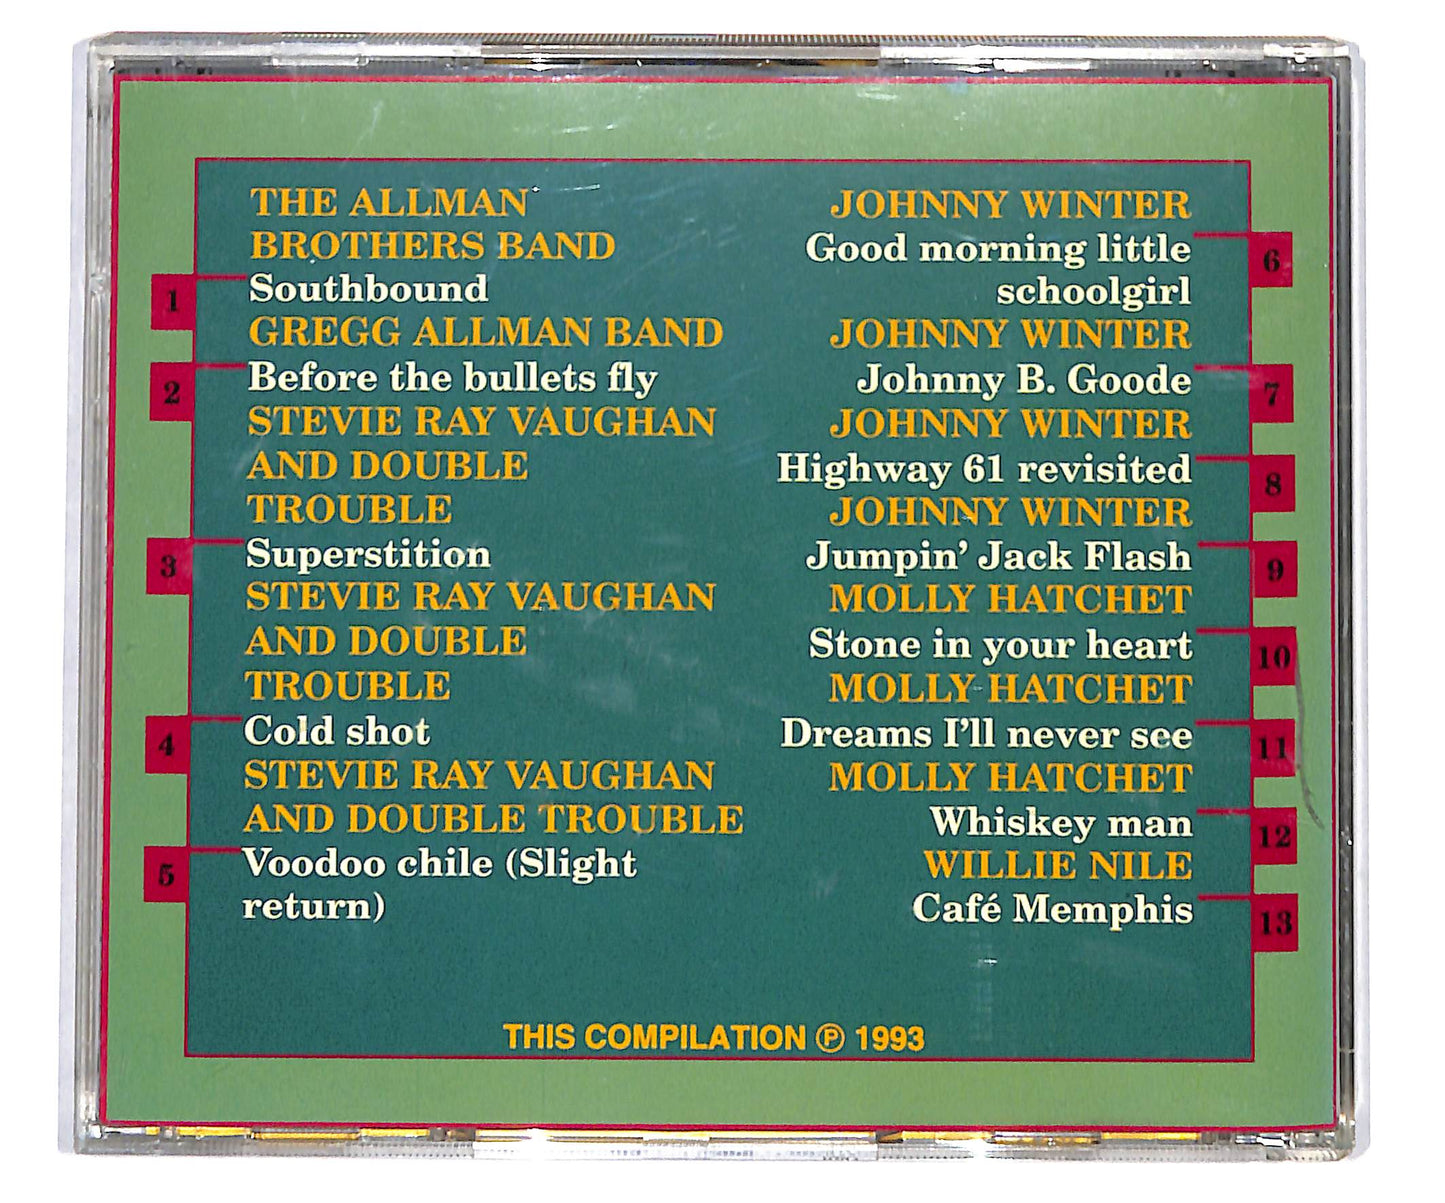 THE ALLMAN
BROTHERS BAND
1 Southbound
GREGG ALLMAN BAND
2 Before the bullets fly
STEVIE RAY VAUGHAN
AND DOUBLE
TROUBLE
3 Superstition
STEVIE RAY VAUGHAN
AND DOUBLE
TROUBLE
4 Cold shot
STEVIE RAY VAUGHAN
AND DOUBLE TROUBLE
5 Voodoo chile (Slight
return)
JOHNNY WINTER
Good morning little 6
schoolgirl
JOHNNY WINTER
Johnny B. Goode 7
JOHNNY WINTER
Highway 61 revisited 8
JOHNNY WINTER
Jumpin' Jack Flash 9
MOLLY HATCHET
Stone in your heart 10
MOLLY HATCHET
Dreams I'll never see 11
MOLLY HATCHET
Whiskey man 12
WILLIE NILE
Café Memphis 13
THIS COMPILATION ℗ 1993